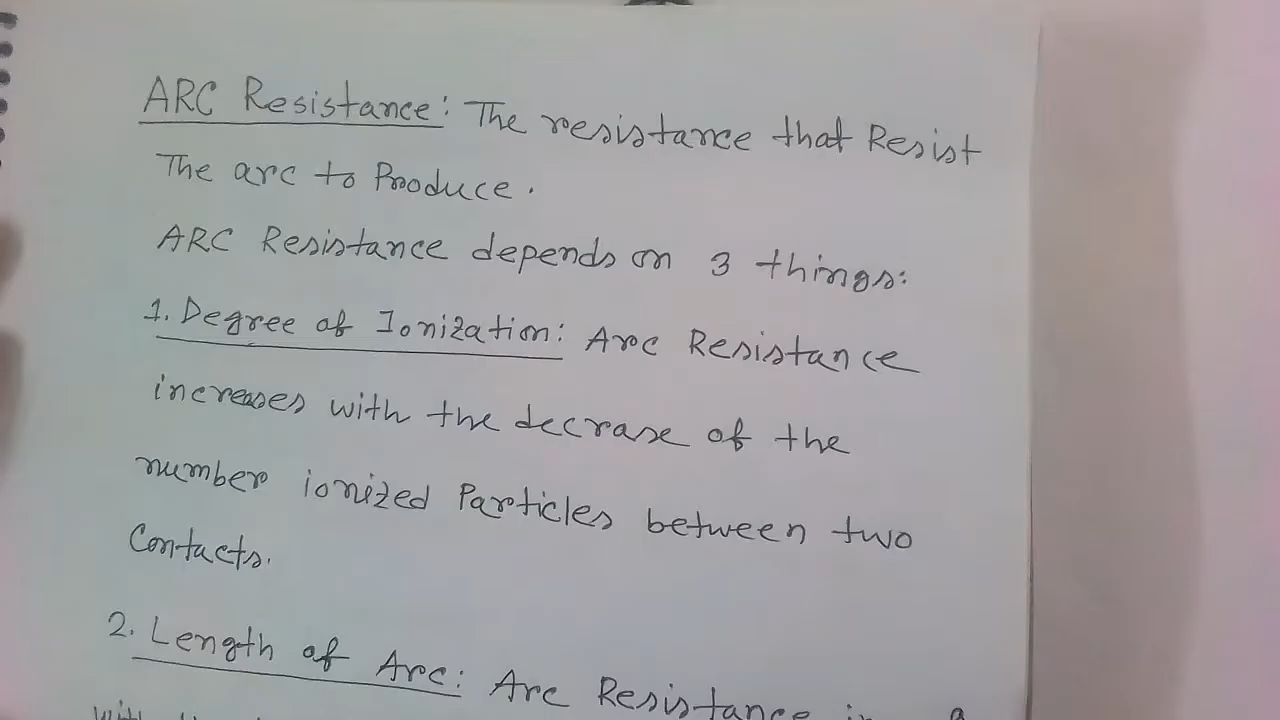 ARC Resistance: The resistance that Resist
The arc to Produce.
ARC Resistance depends on 3 things:
1. Degree of Ionization: Arc Resistance
increases with the decrase of the
number ionized Particles between two
Contacts.
2. Length of Arc: Arc Resistance